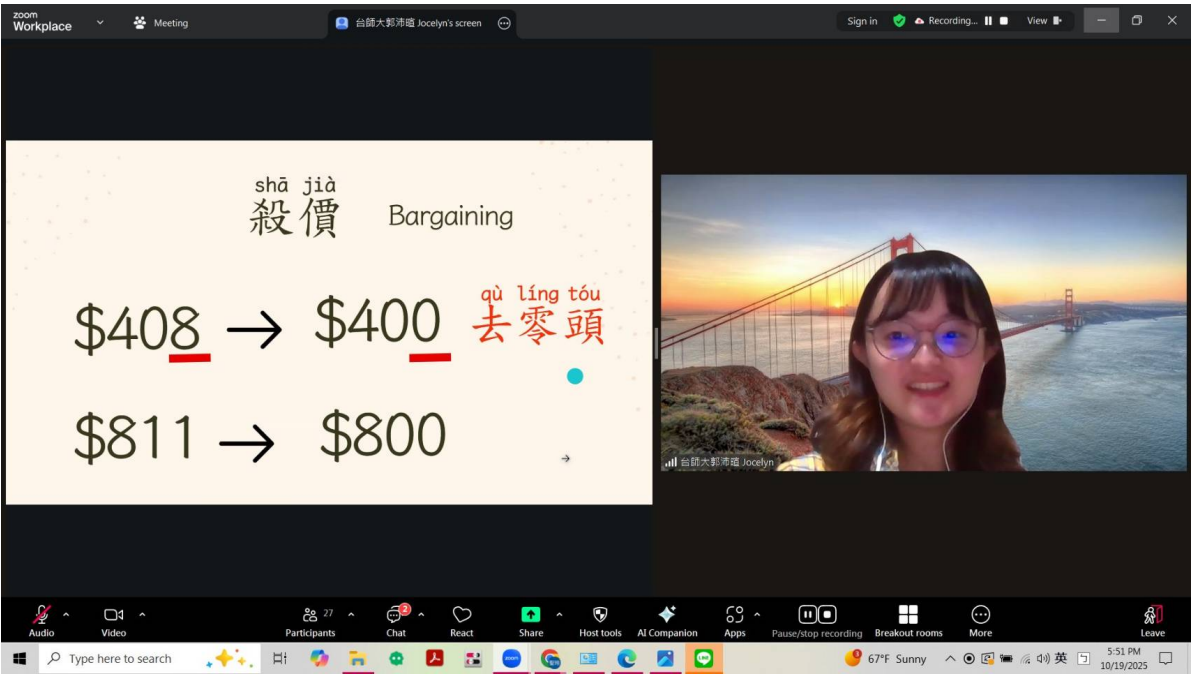 zoom
Workplace
Meeting
台師大郭沛暄 Jocelyn's screen
Sign in
Recording...
View
shā jià
殺價 Bargaining
$408 → $400
qù líng tóu
去零頭
$811 → $800
台師大郭沛暄 Jocelyn
27
2
Audio
Video
Participants
Chat
React
Share
Host tools
AI Companion
Apps
Pause/stop recording
Breakout rooms
More
Leave
Type here to search
67°F Sunny
英
5:51 PM
10/19/2025